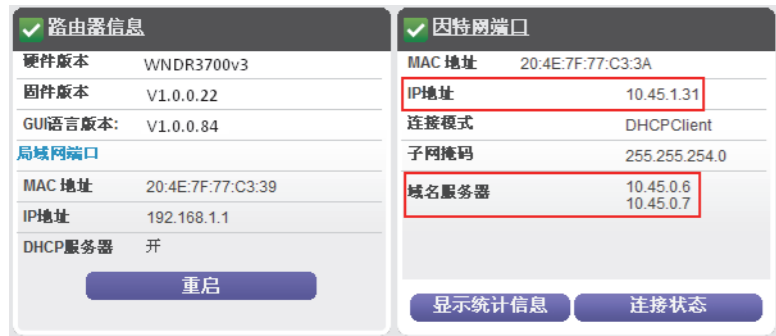 路由器信息
硬件版本 WNDR3700v3
固件版本 V1.0.0.22
GUI语言版本: V1.0.0.84
局域网端口
MAC 地址 20:4E:7F:77:C3:39
IP地址 192.168.1.1
DHCP服务器 开
重启
因特网端口
MAC 地址 20:4E:7F:77:C3:3A
IP地址 10.45.1.31
连接模式 DHCPClient
子网掩码 255.255.254.0
域名服务器 10.45.0.6
10.45.0.7
显示统计信息 连接状态